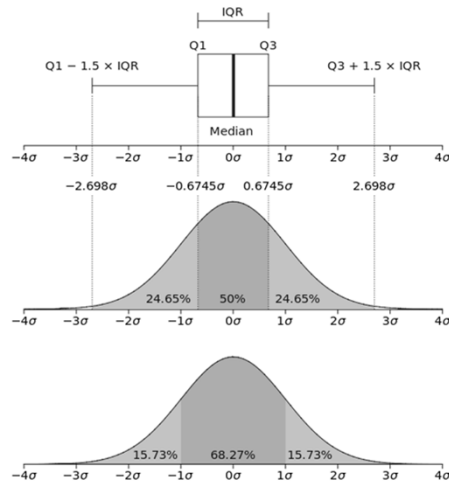 IQR
Q1 Q3
Q1 − 1.5 × IQR Q3 + 1.5 × IQR
Median
−4σ −3σ −2σ −1σ 0σ 1σ 2σ 3σ 4σ
−2.698σ −0.6745σ 0.6745σ 2.698σ
24.65% 50% 24.65%
−4σ −3σ −2σ −1σ 0σ 1σ 2σ 3σ 4σ
15.73% 68.27% 15.73%
−4σ −3σ −2σ −1σ 0σ 1σ 2σ 3σ 4σ